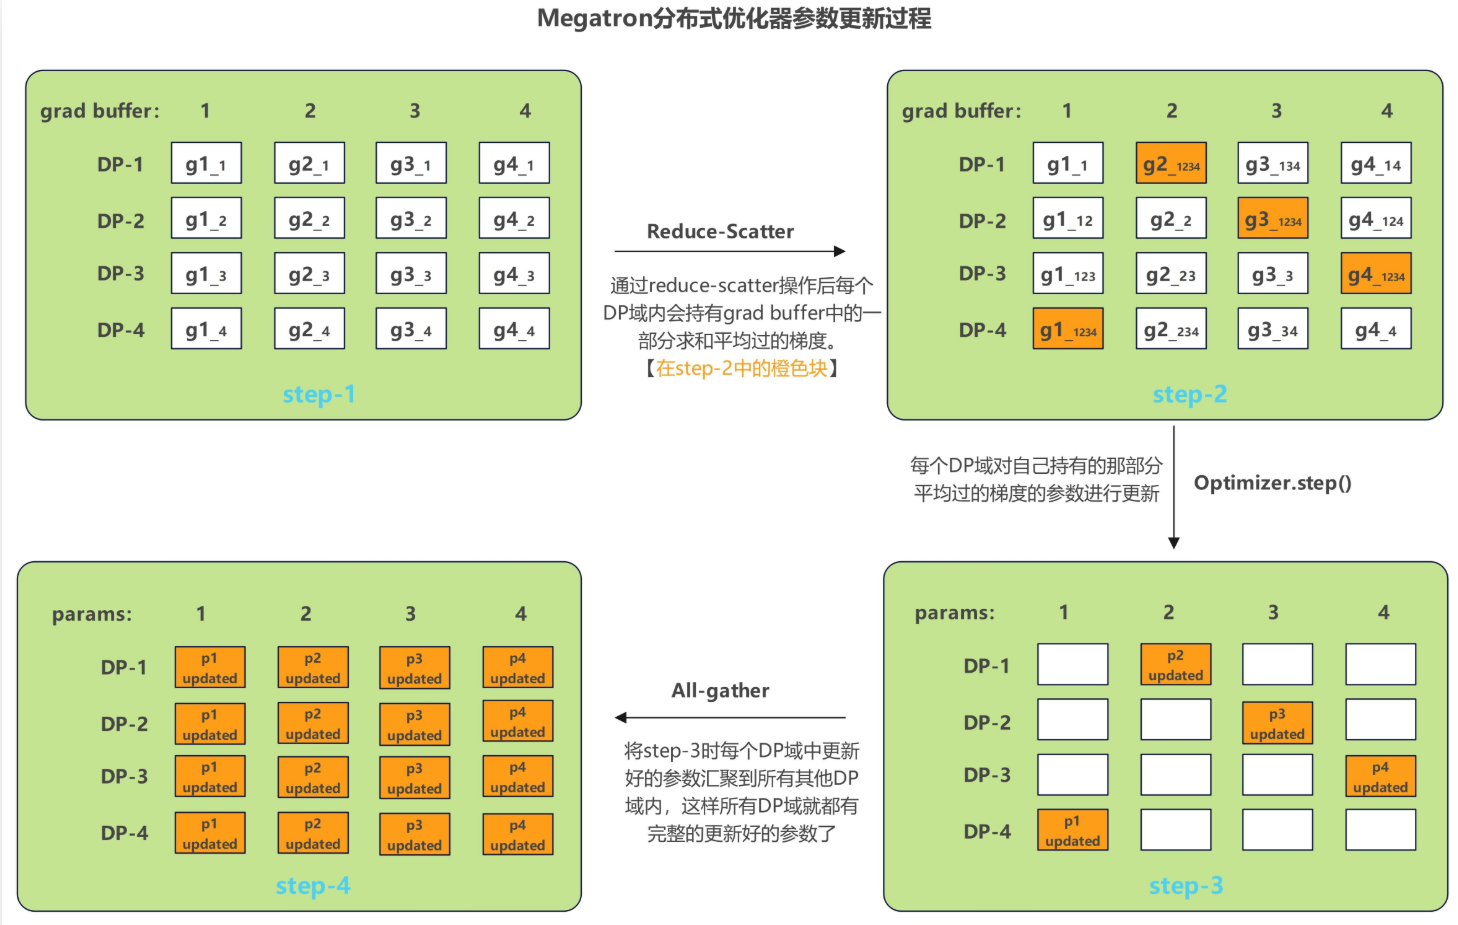 Megatron分布式优化器参数更新过程
grad buffer: 1 2 3 4
DP-1 g1_1 g2_1 g3_1 g4_1
DP-2 g1_2 g2_2 g3_2 g4_2
DP-3 g1_3 g2_3 g3_3 g4_3
DP-4 g1_4 g2_4 g3_4 g4_4
step-1
Reduce-Scatter
通过reduce-scatter操作后每个
DP域内会持有grad buffer中的一
部分求和平均过的梯度。
【在step-2中的橙色块】
grad buffer: 1 2 3 4
DP-1 g1_1 g2_1234 g3_134 g4_14
DP-2 g1_12 g2_2 g3_1234 g4_124
DP-3 g1_123 g2_23 g3_3 g4_1234
DP-4 g1_1234 g2_234 g3_34 g4_4
step-2
每个DP域对自己持有的那部分
平均过的梯度的参数进行更新
Optimizer.step()
params: 1 2 3 4
DP-1 p2 updated
DP-2 p3 updated
DP-3 p4 updated
DP-4 p1 updated
step-3
All-gather
将step-3时每个DP域中更新
好的参数汇聚到所有其他DP
域内，这样所有DP域就都有
完整的更新好的参数了
params: 1 2 3 4
DP-1 p1 updated p2 updated p3 updated p4 updated
DP-2 p1 updated p2 updated p3 updated p4 updated
DP-3 p1 updated p2 updated p3 updated p4 updated
DP-4 p1 updated p2 updated p3 updated p4 updated
step-4